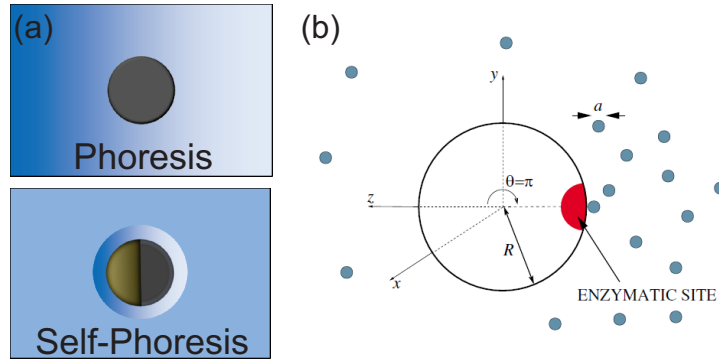 (a)
Phoresis
Self-Phoresis
(b)
y
a
θ=π
z
R
x
ENZYMATIC SITE